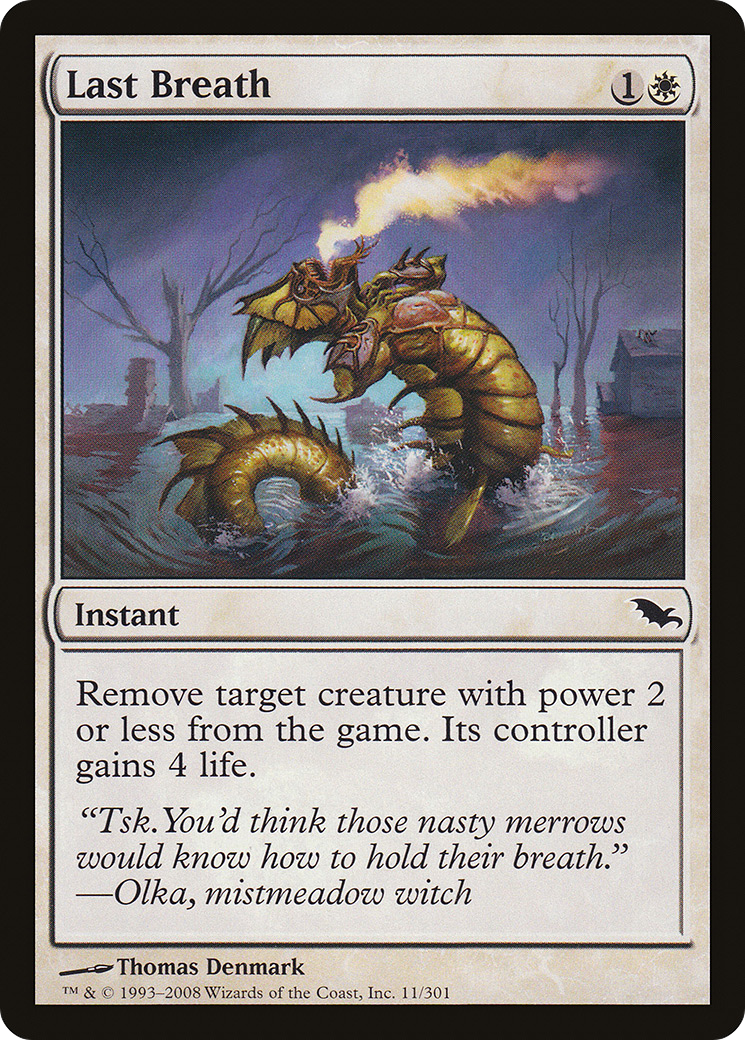 Last Breath
1
Instant
Remove target creature with power 2
or less from the game. Its controller
gains 4 life.
“Tsk. You’d think those nasty merrows
would know how to hold their breath.”
—Olka, mistmeadow witch
Thomas Denmark
™ & © 1993–2008 Wizards of the Coast, Inc. 11/301